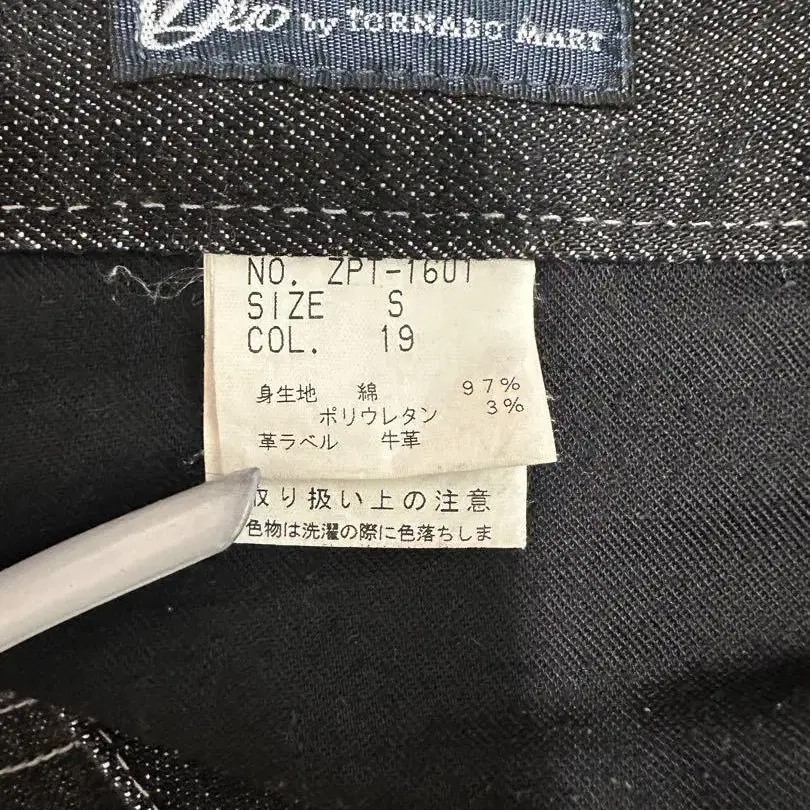 by TORNADO MART
NO. ZPT-1601
SIZE S
COL. 19
身生地 綿 97%
ポリウレタン 3%
革ラベル 牛革
取り扱い上の注意
色物は洗濯の際に色落ちしま